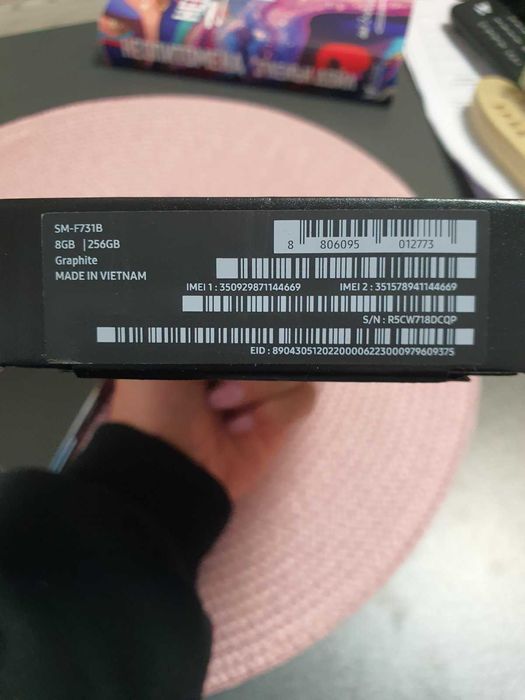 SM-F731B
8GB | 256GB
Graphite
MADE IN VIETNAM
8 806095 012773
IMEI 1 : 350929871144669 IMEI 2 : 351578941144669
S/N : R5CW718DCQP
EID : 89043051202200006223000979609375